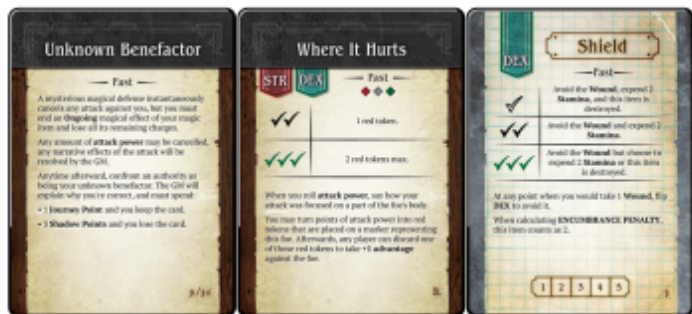 Unknown Benefactor
Fast
A mysterious magical defense instantaneously
cancels any attack against you, but you must
end an Ongoing magical effect of your magic
item and lose all its remaining charges.
Any amount of attack power may be cancelled,
any narrative effects of the attack will be
resolved by the GM.
Anytime afterward, confront an authority as
being your unknown benefactor. The GM will
explain why you're correct, and must spend:
• 1 Journey Point and you keep the card.
Shadow Points and you lose the card.
Where It Hurts
STR DEX
Fast
1 red token.
2 red tokens max.
When you roll attack power, say how your
attack was focused on a part of the foe's body.
You may turn points of attack power into red
tokens that are placed on a marker representing
this foe. Afterwards, any player can discard one
of those red tokens to take +1 advantage
against the foe.
Shield
DEX
Fast
Avoid the Wound, expend 2
Stamina, and this item is
destroyed.
Avoid the Wound and expend 2
Stamina.
Avoid the Wound but choose to
expend 2 Stamina or this item
is destroyed.
At any point when you would take 1 Wound, flip
DEX to avoid it.
When calculating ENCUMBRANCE PENALTY,
this item counts as 2.
1 2 3 4 5